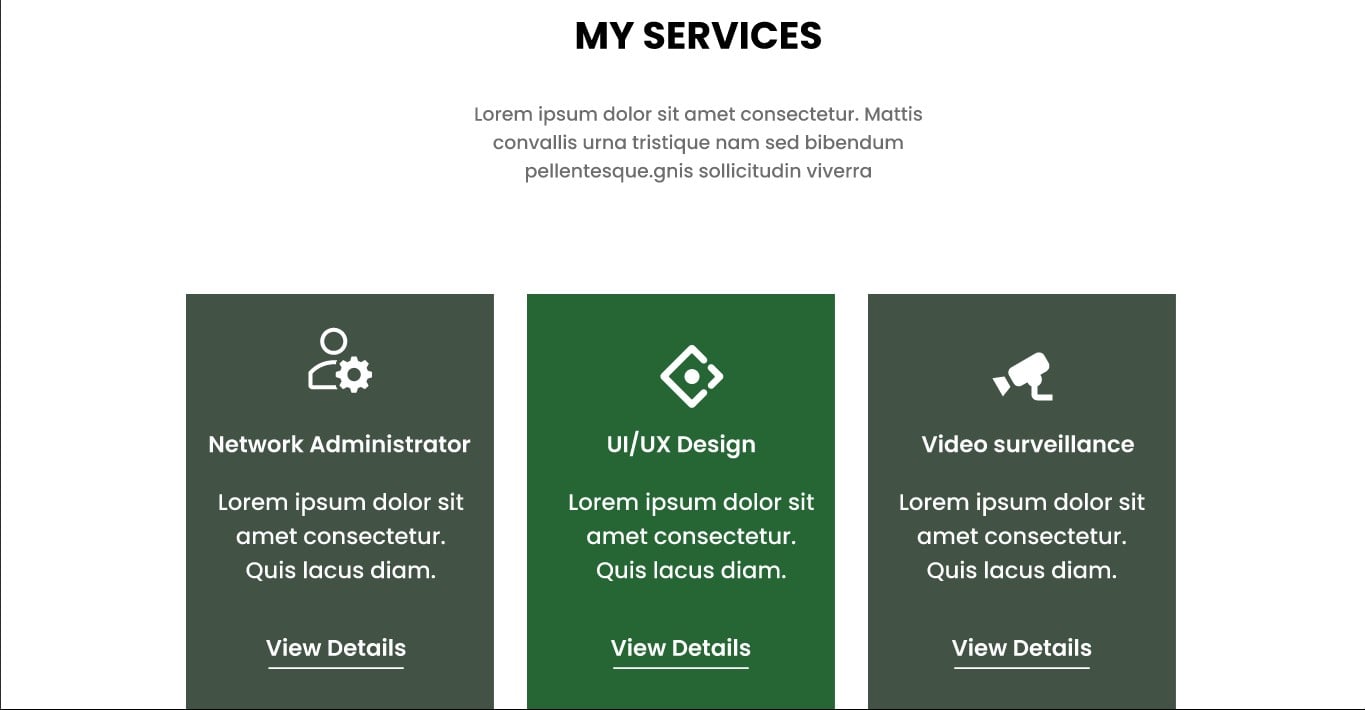 MY SERVICES
Lorem ipsum dolor sit amet consectetur. Mattis
convallis urna tristique nam sed bibendum
pellentesque.gnis sollicitudin viverra
Network Administrator
Lorem ipsum dolor sit
amet consectetur.
Quis lacus diam.
View Details
UI/UX Design
Lorem ipsum dolor sit
amet consectetur.
Quis lacus diam.
View Details
Video surveillance
Lorem ipsum dolor sit
amet consectetur.
Quis lacus diam.
View Details